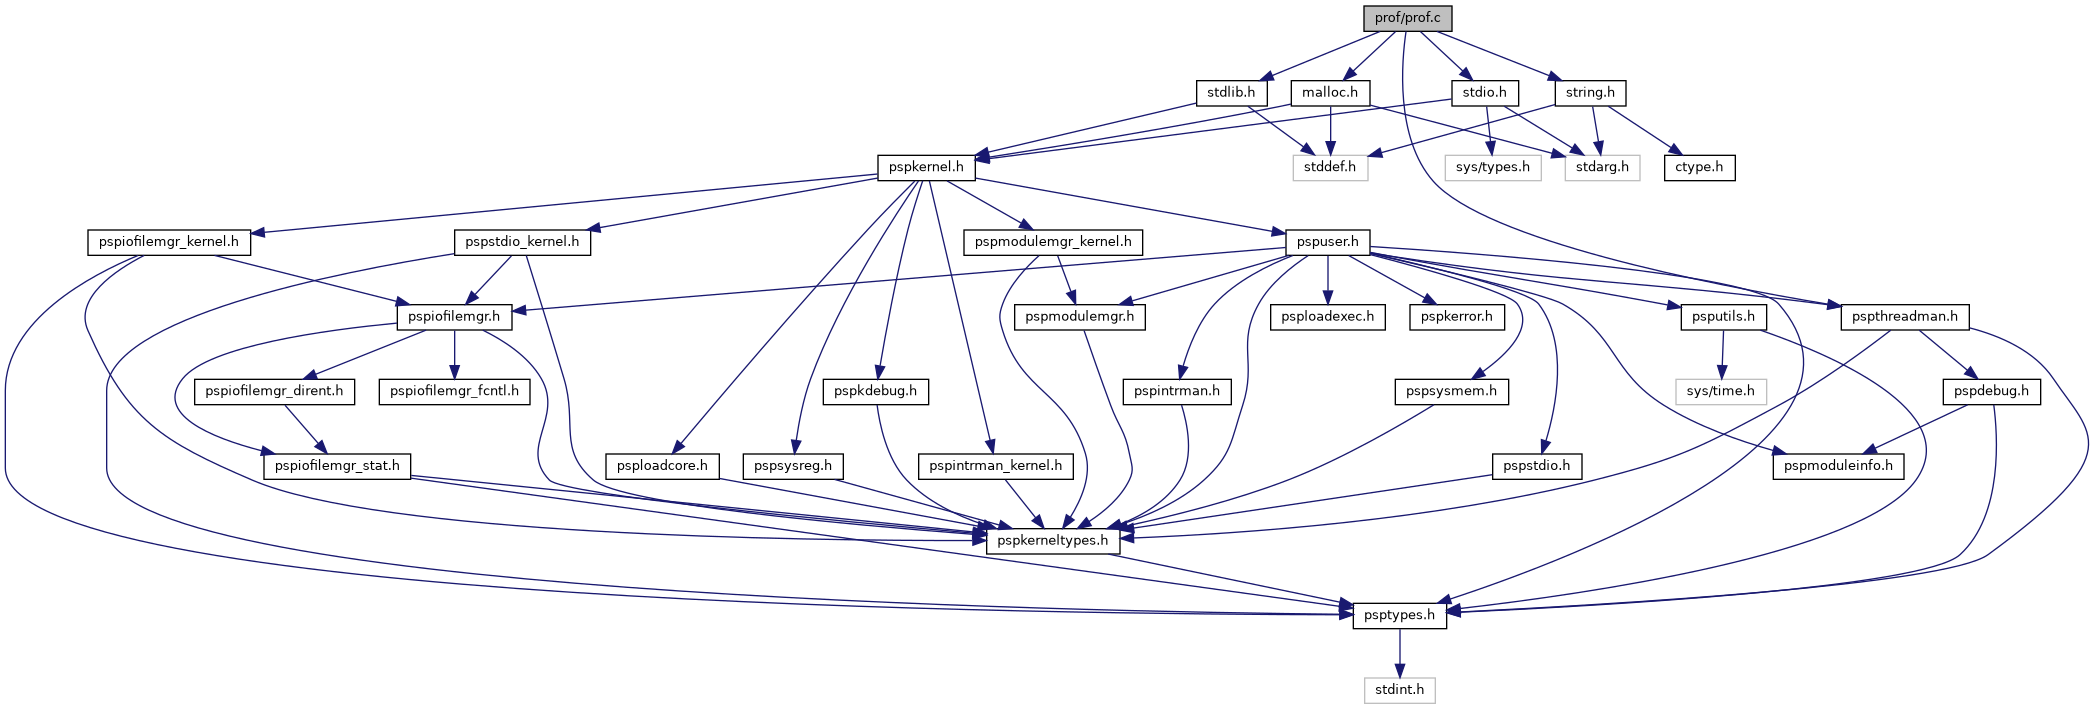 prof/prof.c
stdlib.h
malloc.h
stdio.h
string.h
pspkernel.h
stddef.h
sys/types.h
stdarg.h
ctype.h
pspiofilemgr_kernel.h
pspstdio_kernel.h
pspmodulemgr_kernel.h
pspuser.h
pspiofilemgr.h
pspmodulemgr.h
psploadexec.h
pspkerror.h
psputils.h
pspthreadman.h
pspiofilemgr_dirent.h
pspiofilemgr_fcntl.h
pspkdebug.h
pspintrman.h
pspsysmem.h
sys/time.h
pspdebug.h
pspiofilemgr_stat.h
psploadcore.h
pspsysreg.h
pspintrman_kernel.h
pspstdio.h
pspmoduleinfo.h
pspkerneltypes.h
psptypes.h
stdint.h